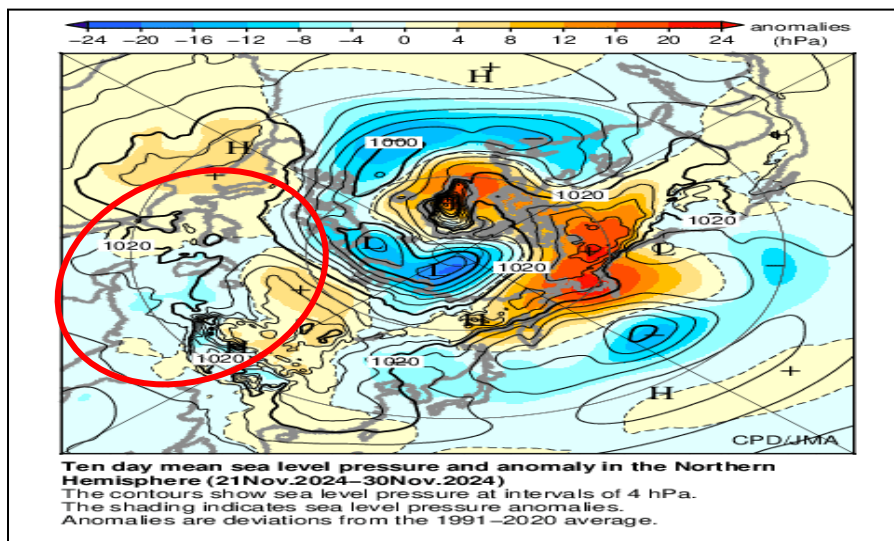 −24 −20 −16 −12 −8 −4 0 4 8 12 16 20 24 anomalies
(hPa)
H
1000
H
1020
1020
1020
L
L
1020
L
H
1020
1020
H
CPD/JMA
Ten day mean sea level pressure and anomaly in the Northern
Hemisphere (21Nov.2024−30Nov.2024)
The contours show sea level pressure at intervals of 4 hPa.
The shading indicates sea level pressure anomalies.
Anomalies are deviations from the 1991−2020 average.